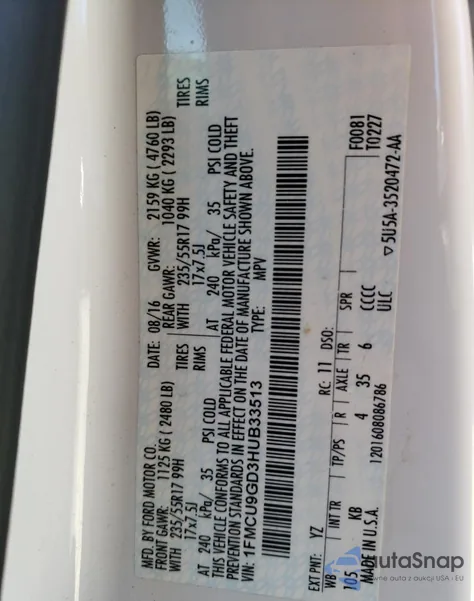 MFD. BY FORD MOTOR CO.
DATE: 08/16 GVWR: 2159 KG ( 4760 LB)
FRONT GAWR: 1125 KG ( 2480 LB) REAR GAWR: 1040 KG ( 2293 LB)
WITH 235/55R17 99H TIRES WITH 235/55R17 99H TIRES
17x7.5J RIMS 17x7.5J RIMS
AT 240 kPa/ 35 PSI COLD AT 240 kPa/ 35 PSI COLD
THIS VEHICLE CONFORMS TO ALL APPLICABLE FEDERAL MOTOR VEHICLE SAFETY AND THEFT
PREVENTION STANDARDS IN EFFECT ON THE DATE OF MANUFACTURE SHOWN ABOVE.
VIN: 1FMCU9GD3HUB33513 TYPE: MPV
EXT PNT: YZ RC: 11 DSO: F0081
WB INT TR TP/PS R AXLE TR SPR T0227
105 KB 4 35 6 CCCC
MADE IN U.S.A. 1201608086786 ULC ▽5U5A-3520472-AA
AutaSnap